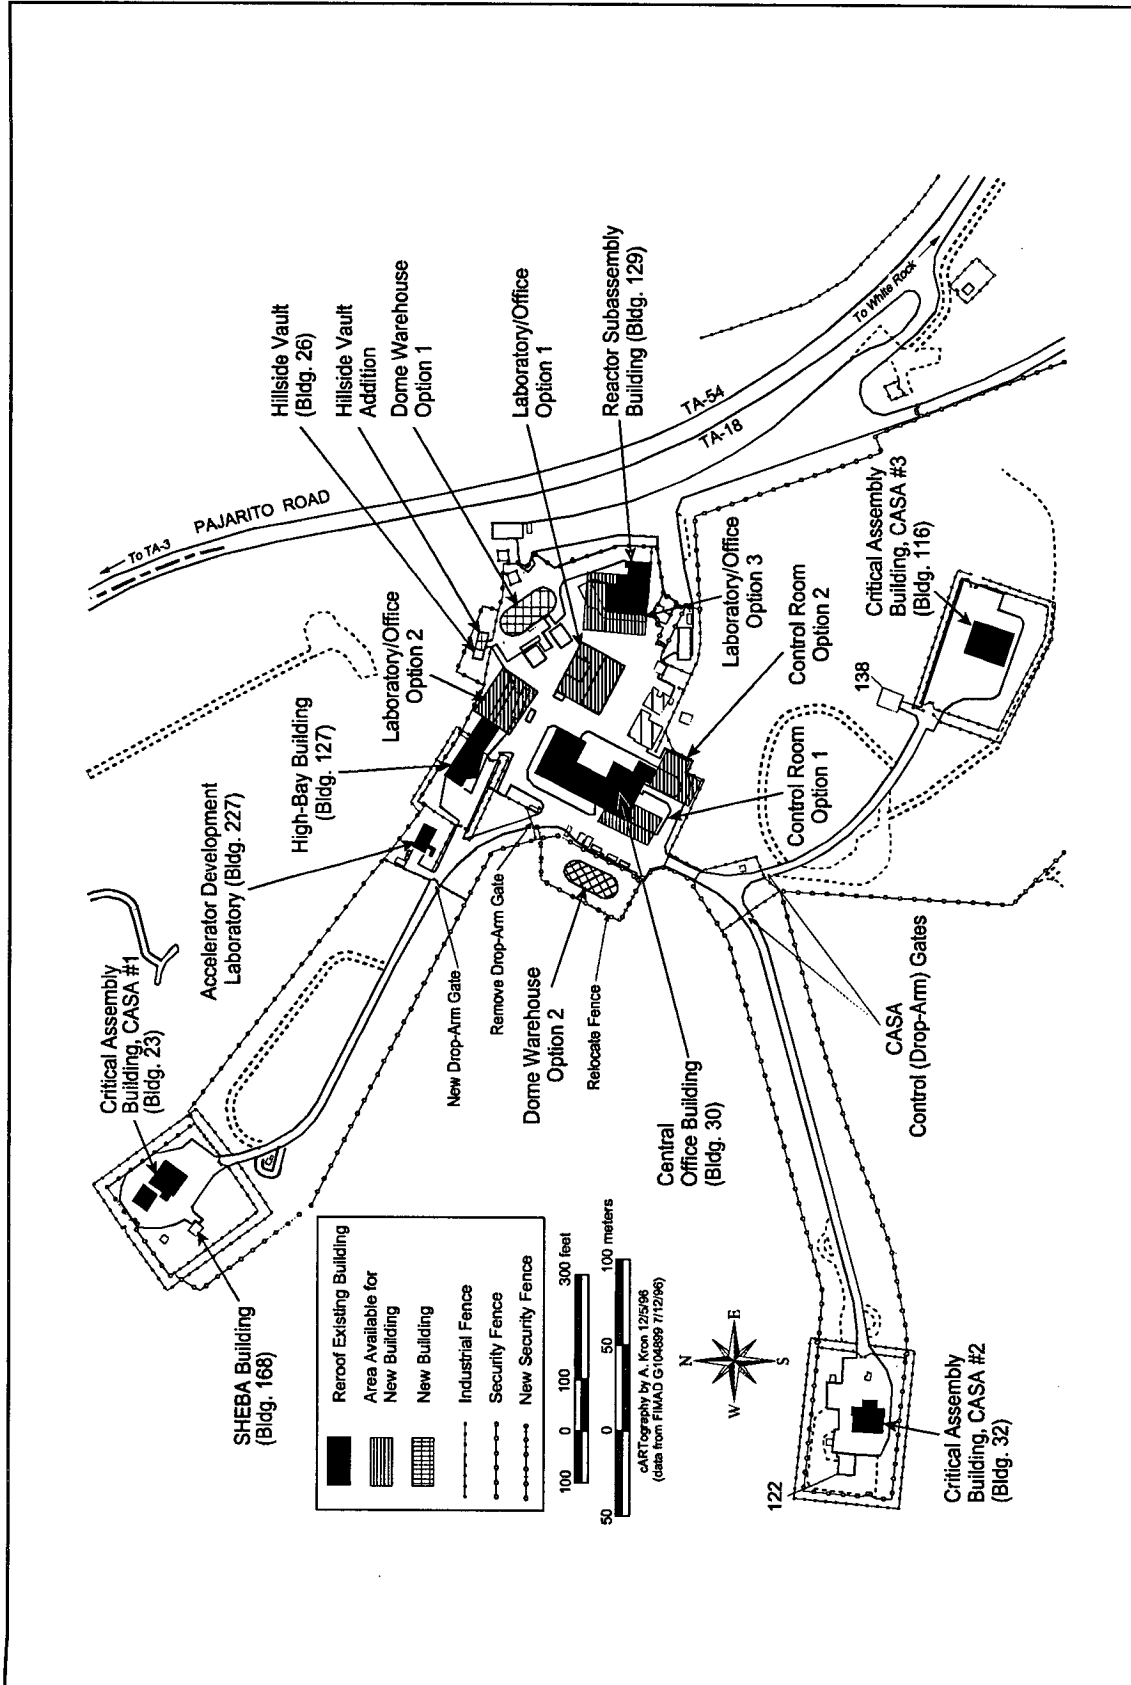 Hillside Vault
(Bldg. 26)
Hillside Vault
Addition
Dome Warehouse
Option 1
Laboratory/Office
Option 1
Reactor Subassembly
Building (Bldg. 129)
To White Rock
TA-54
TA-18
PAJARITO ROAD
To TA-3
Laboratory/Office
Option 2
High-Bay Building
(Bldg. 127)
Accelerator Development
Laboratory (Bldg. 227)
Critical Assembly
Building, CASA #1
(Bldg. 23)
SHEBA Building
(Bldg. 168)
New Drop-Arm Gate
Remove Drop-Arm Gate
Dome Warehouse
Option 2
Relocate Fence
Central
Office Building
(Bldg. 30)
CASA
Control (Drop-Arm) Gates
Control Room
Option 1
Control Room
Option 2
Laboratory/Office
Option 3
Critical Assembly
Building, CASA #3
(Bldg. 116)
138
Critical Assembly
Building, CASA #2
(Bldg. 32)
122
Reroof Existing Building
Area Available for
New Building
New Building
Industrial Fence
Security Fence
New Security Fence
100 0 100 300 feet
50 0 50 100 meters
cARTography by A. Kron 12/5/96
(data from FIMAD G104899 7/12/96)
N
E
S
W